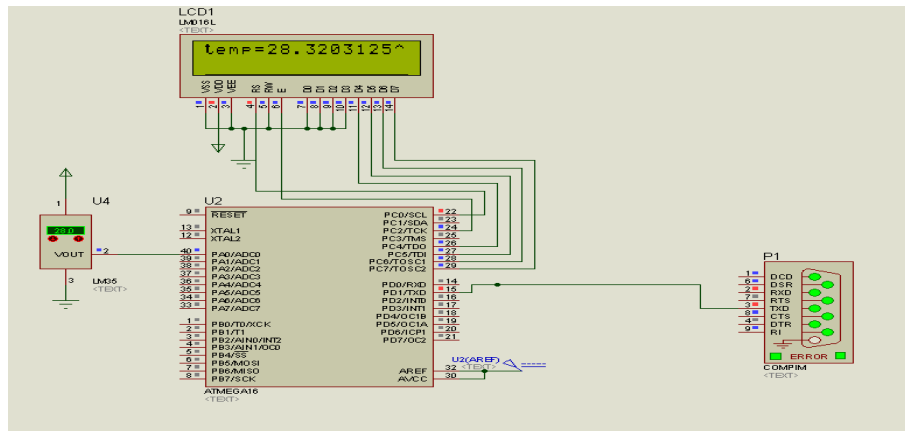 LCD1
LM016L
<TEXT>
temp=28.3203125^
VSS VDD VEE RS RW E D0 D1 D2 D3 D4 D5 D6 D7
1 2 3 4 5 6 7 8 9 10 11 12 13 14
U4
1
28.0
2
VOUT
3
LM35
<TEXT>
U2
9 RESET
13 XTAL1
12 XTAL2
40 PA0/ADC0
39 PA1/ADC1
38 PA2/ADC2
37 PA3/ADC3
36 PA4/ADC4
35 PA5/ADC5
34 PA6/ADC6
33 PA7/ADC7
1 PB0/T0/XCK
2 PB1/T1
3 PB2/AIN0/INT2
4 PB3/AIN1/OC0
5 PB4/SS
6 PB5/MOSI
7 PB6/MISO
8 PB7/SCK
PC0/SCL 22
PC1/SDA 23
PC2/TCK 24
PC3/TMS 25
PC4/TDO 26
PC5/TDI 27
PC6/TOSC1 28
PC7/TOSC2 29
PD0/RXD 14
PD1/TXD 15
PD2/INT0 16
PD3/INT1 17
PD4/OC1B 18
PD5/OC1A 19
PD6/ICP1 20
PD7/OC2 21
AREF 32
AVCC 30
ATMEGA16
<TEXT>
U2(AREF)
<TEXT>
P1
1 DCD
6 DSR
2 RXD
7 RTS
3 TXD
8 CTS
4 DTR
9 RI
ERROR
COMPIM
<TEXT>